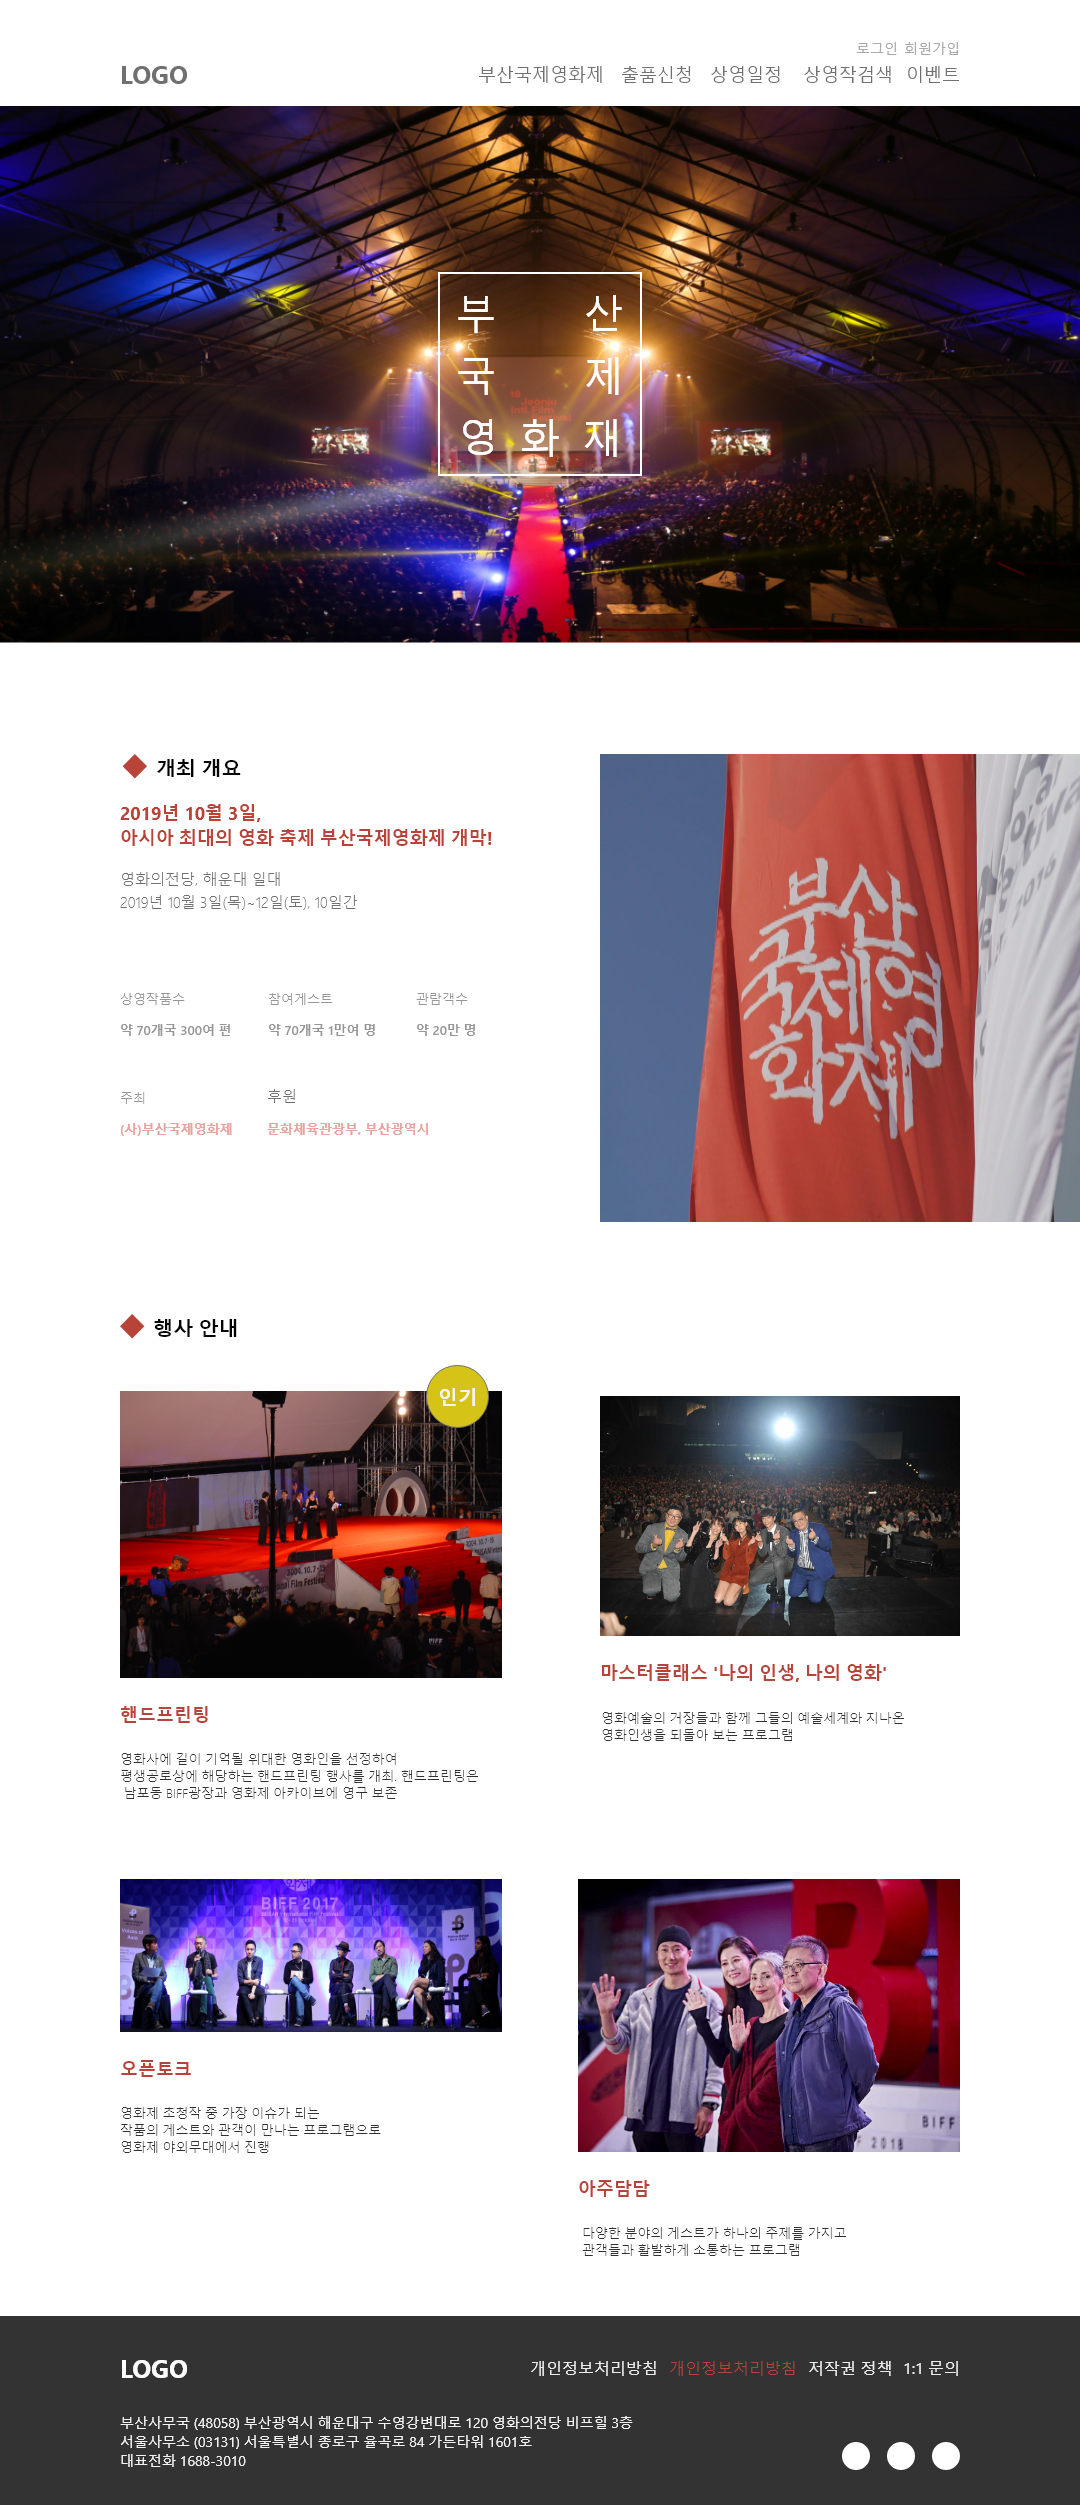 로그인 회원가입
LOGO
부산국제영화제 출품신청 상영일정 상영작검색 이벤트
부 산
국 제
영 화 재
개최 개요
2019년 10월 3일,
아시아 최대의 영화 축제 부산국제영화제 개막!
영화의전당, 해운대 일대
2019년 10월 3일(목)~12일(토), 10일간
상영작품수 참여게스트 관람객수
약 70개국 300여 편 약 70개국 1만여 명 약 20만 명
주최 후원
(사)부산국제영화제 문화체육관광부, 부산광역시
부산
국제영
화제
행사 안내
인기
핸드프린팅
영화사에 길이 기억될 위대한 영화인을 선정하여
평생공로상에 해당하는 핸드프린팅 행사를 개최. 핸드프린팅은
남포동 BIFF광장과 영화제 아카이브에 영구 보존
마스터클래스 '나의 인생, 나의 영화'
영화예술의 거장들과 함께 그들의 예술세계와 지나온
영화인생을 되돌아 보는 프로그램
BIFF 2017
오픈토크
영화제 초청작 중 가장 이슈가 되는
작품의 게스트와 관객이 만나는 프로그램으로
영화제 야외무대에서 진행
BIFF
2018
아주담담
다양한 분야의 게스트가 하나의 주제를 가지고
관객들과 활발하게 소통하는 프로그램
LOGO
개인정보처리방침 개인정보처리방침 저작권 정책 1:1 문의
부산사무국 (48058) 부산광역시 해운대구 수영강변대로 120 영화의전당 비프힐 3층
서울사무소 (03131) 서울특별시 종로구 율곡로 84 가든타워 1601호
대표전화 1688-3010